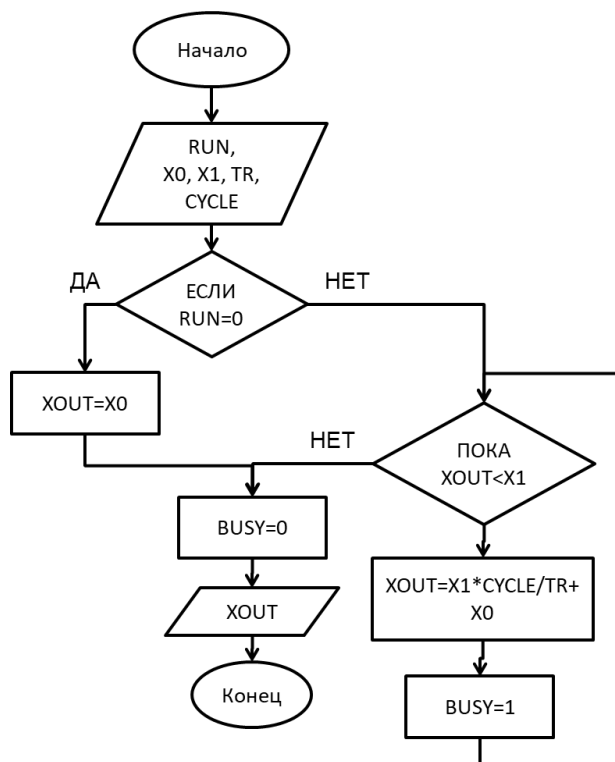 Начало
RUN,
X0, X1, TR,
CYCLE
ДА
ЕСЛИ
RUN=0
НЕТ
XOUT=X0
НЕТ
ПОКА
XOUT<X1
BUSY=0
XOUT=X1*CYCLE/TR+
X0
XOUT
Конец
BUSY=1